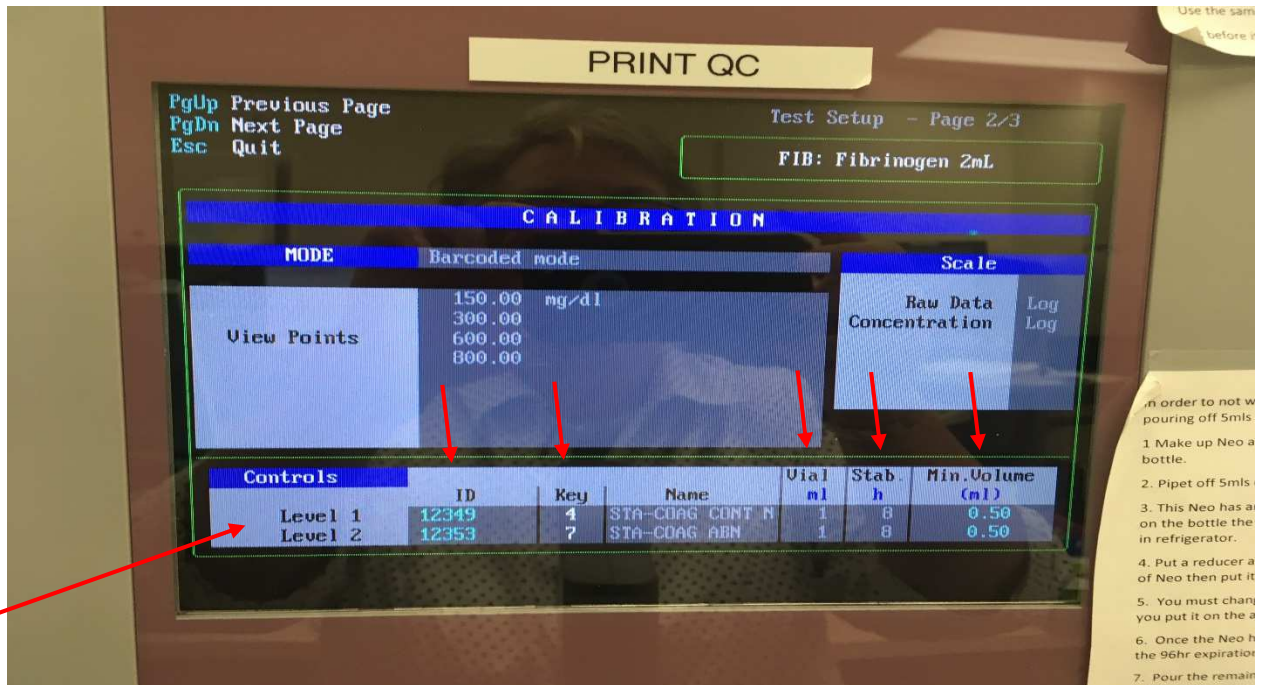 Use the sam
before i
PRINT QC
PgUp Previous Page
PgDn Next Page
Esc Quit
Test Setup - Page 2/3
FIB: Fibrinogen 2mL
CALIBRATION
MODE Barcoded mode
Scale
View Points
150.00 mg/dl
300.00
600.00
800.00
Raw Data Log
Concentration Log
Controls
ID Key Name Vial ml Stab. h Min.Volume (ml)
Level 1 12349 4 STA-COAG CONT N 1 8 0.50
Level 2 12353 7 STA-COAG ABN 1 8 0.50
n order to not w
pouring off 5mls
1 Make up Neo a
bottle.
2. Pipet off 5mls
3. This Neo has a
on the bottle the
in refrigerator.
4. Put a reducer a
of Neo then put it
5. You must chan
you put it on the a
6. Once the Neo h
the 96hr expiration
7. Pour the remain